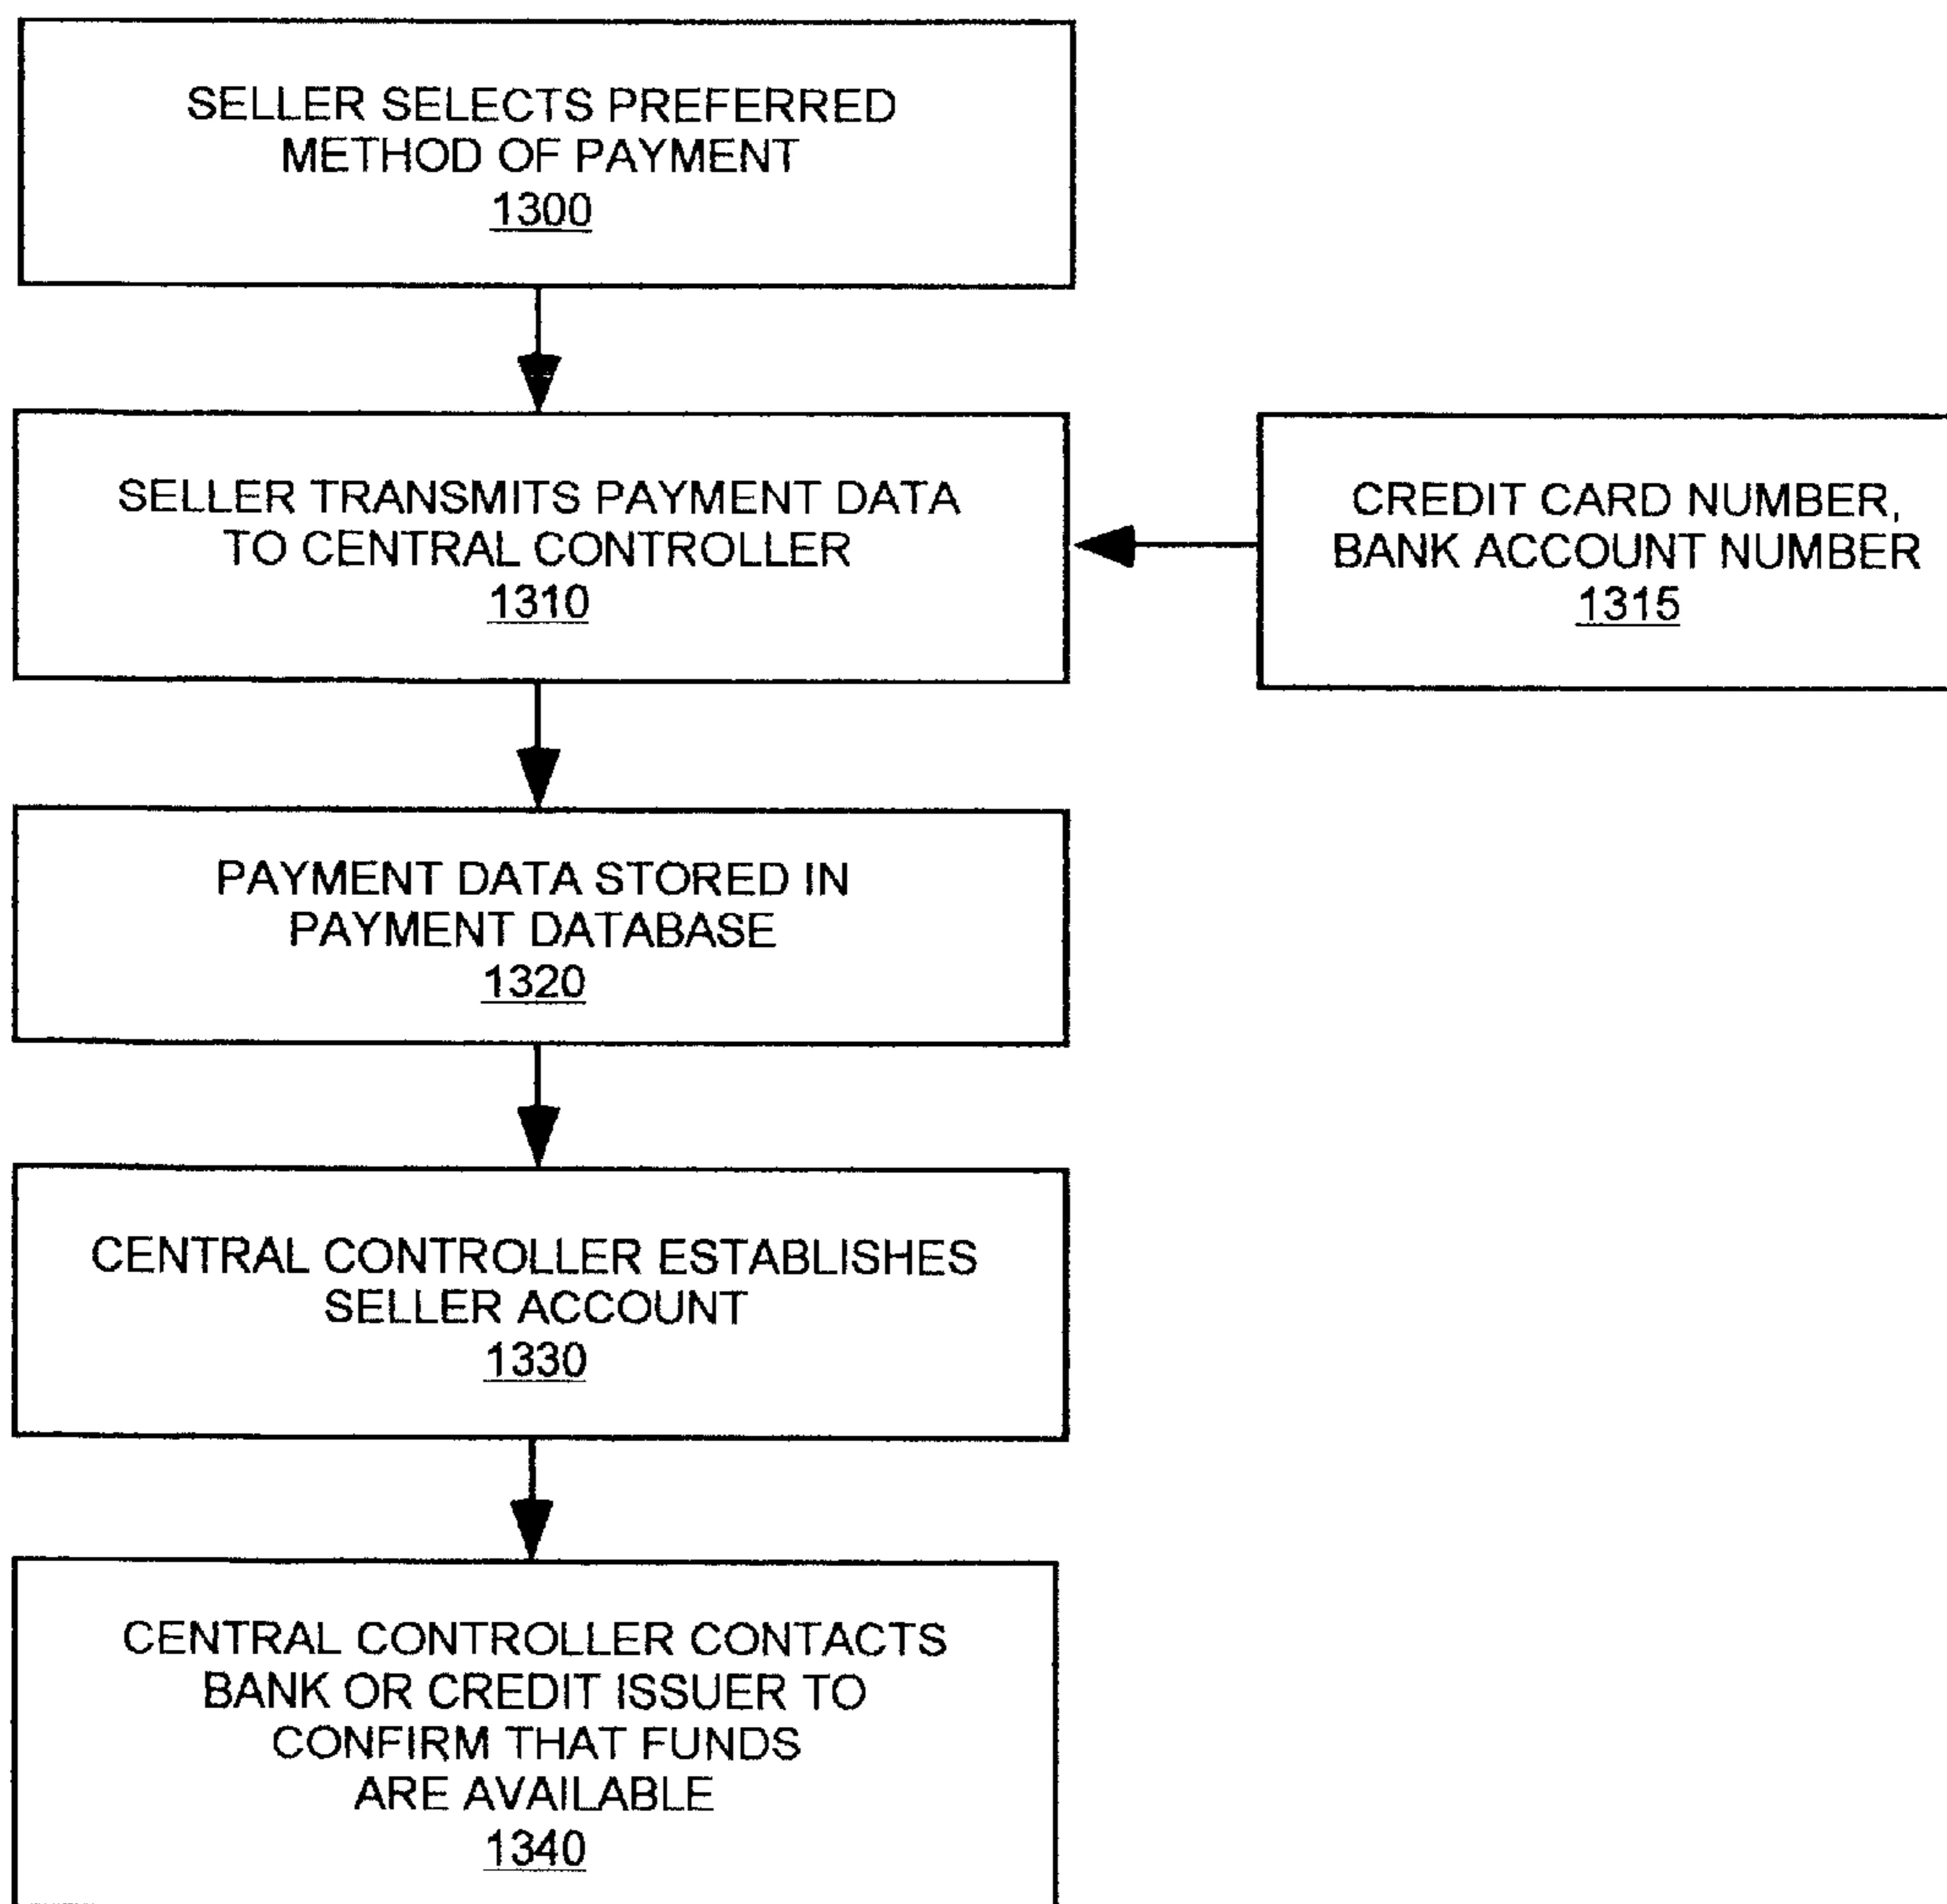 SELLER SELECTS PREFERRED
METHOD OF PAYMENT
1300
SELLER TRANSMITS PAYMENT DATA
TO CENTRAL CONTROLLER
1310
CREDIT CARD NUMBER,
BANK ACCOUNT NUMBER
1315
PAYMENT DATA STORED IN
PAYMENT DATABASE
1320
CENTRAL CONTROLLER ESTABLISHES
SELLER ACCOUNT
1330
CENTRAL CONTROLLER CONTACTS
BANK OR CREDIT ISSUER TO
CONFIRM THAT FUNDS
ARE AVAILABLE
1340